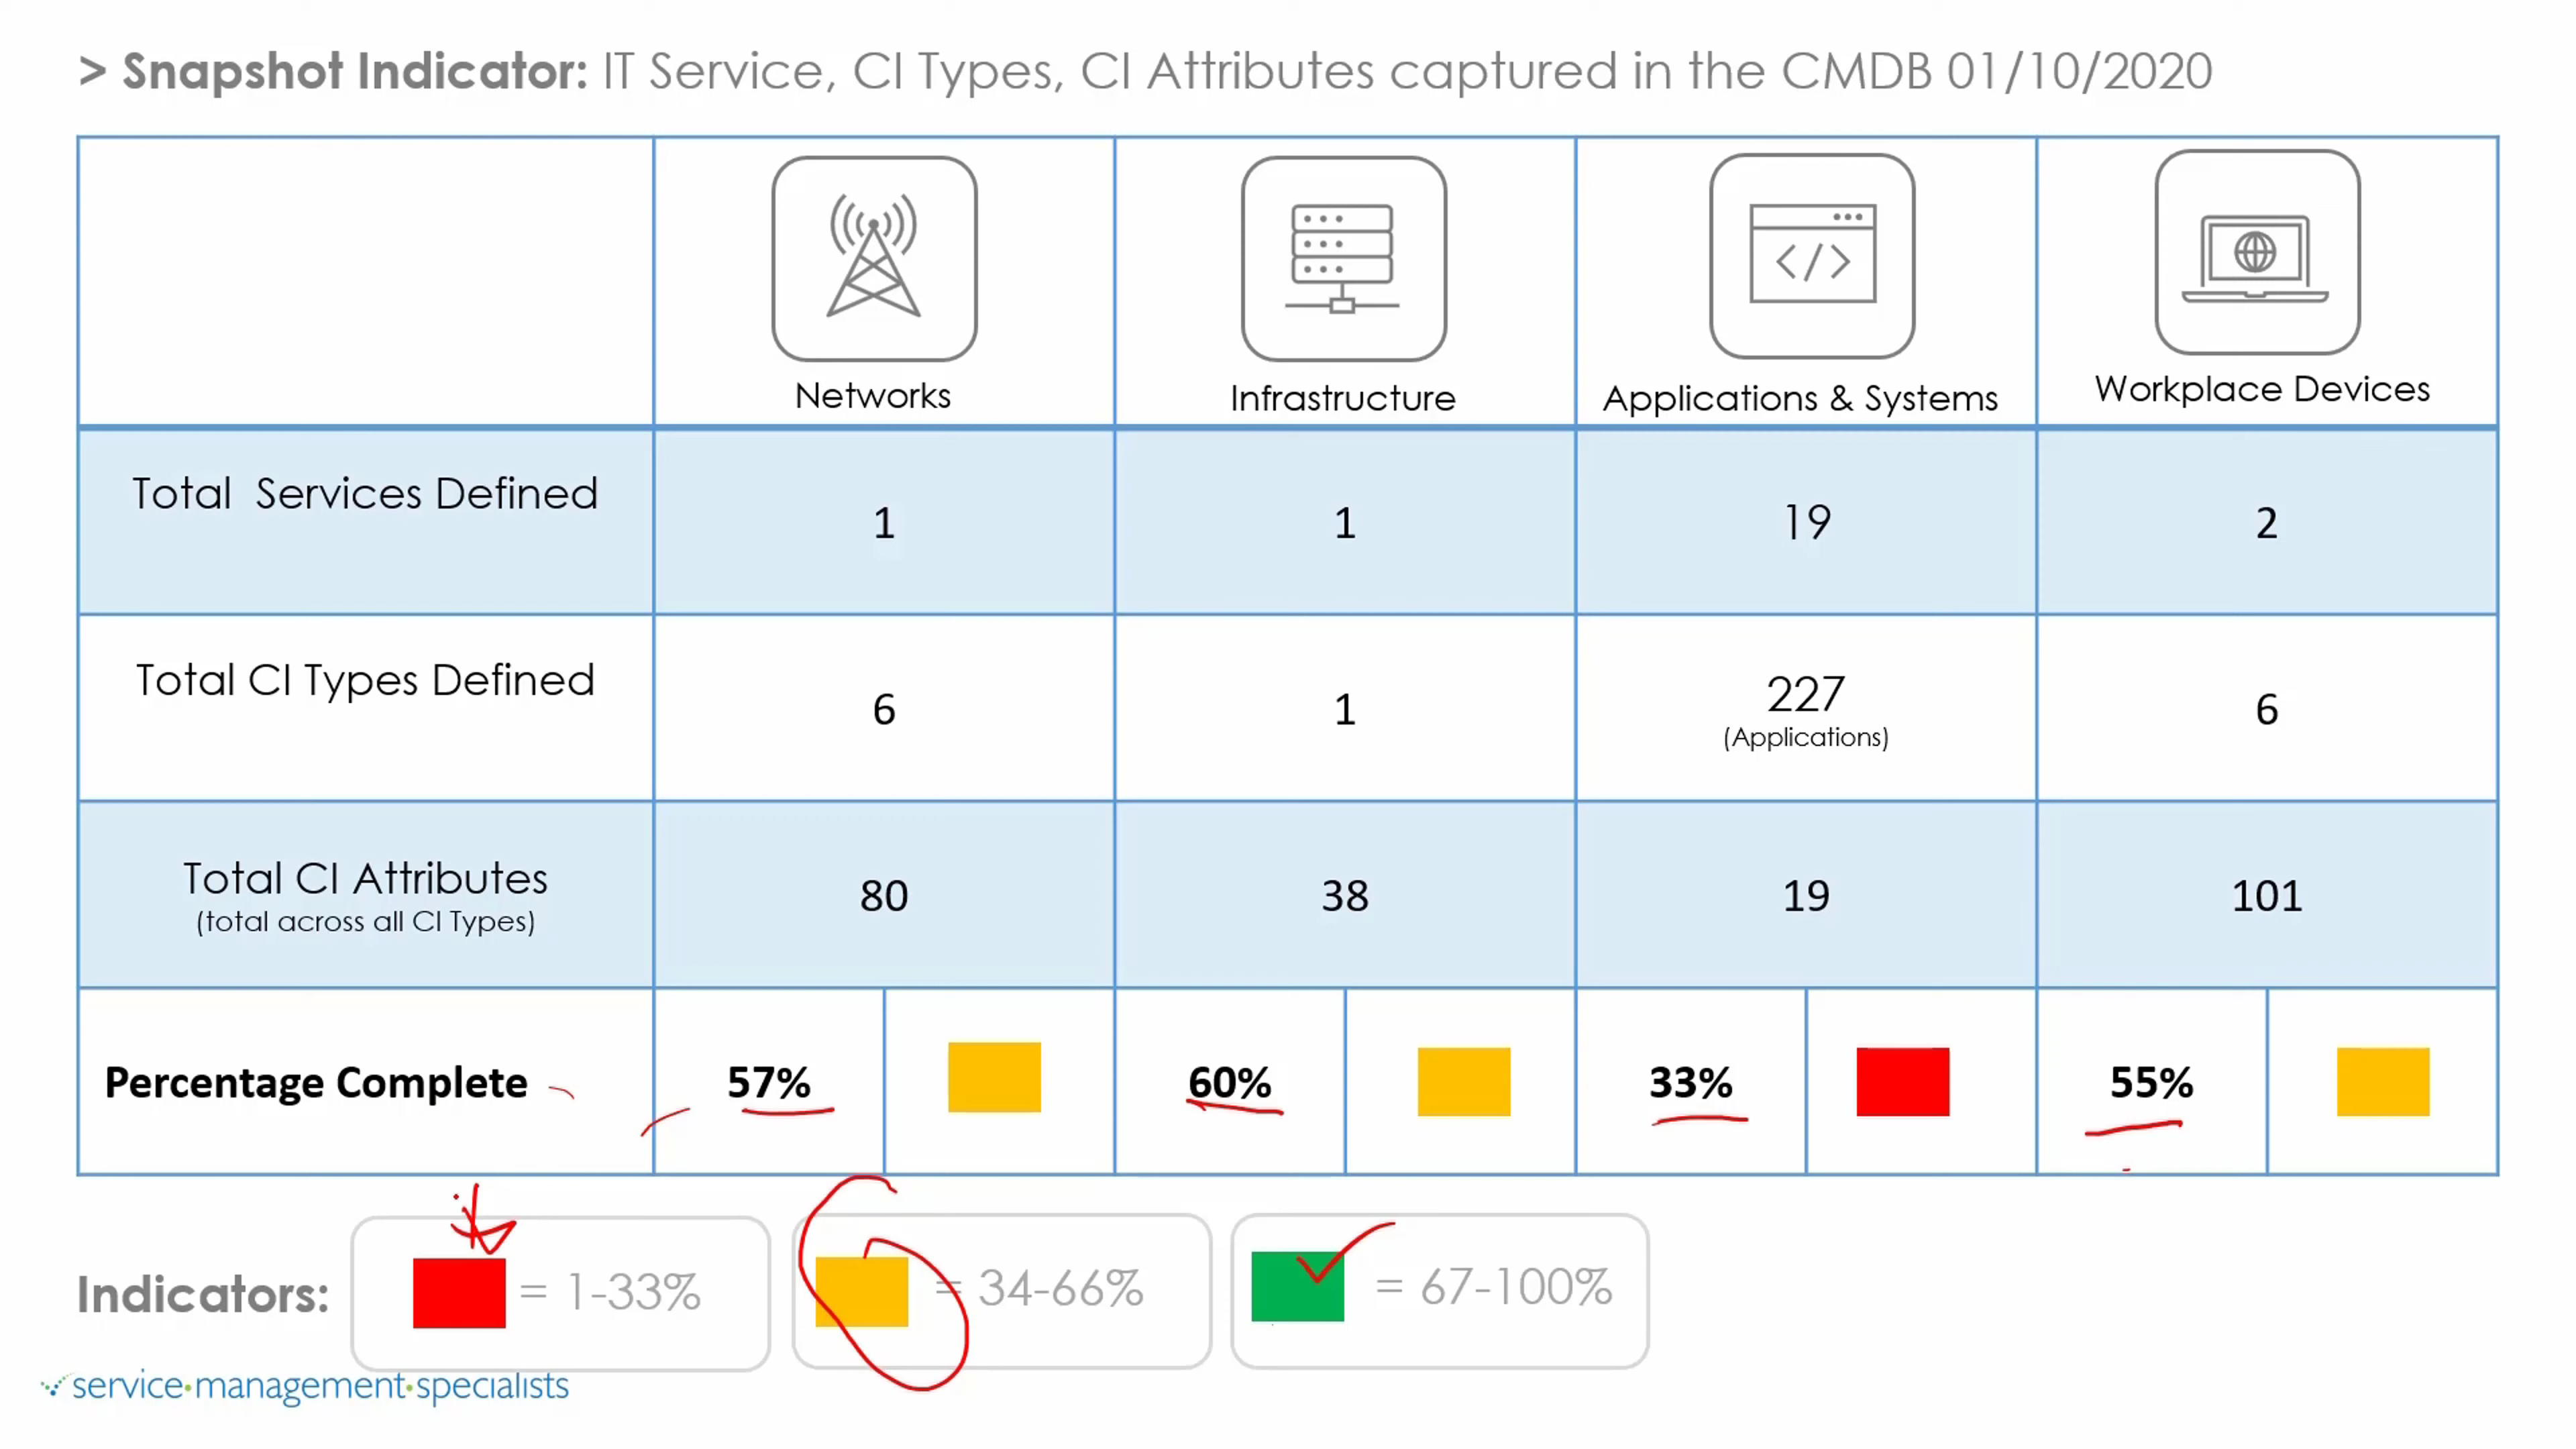 > Snapshot Indicator: IT Service, CI Types, CI Attributes captured in the CMDB 01/10/2020
Networks
Infrastructure
Applications & Systems
Workplace Devices
Total Services Defined
1
1
19
2
Total CI Types Defined
6
1
227
(Applications)
6
Total CI Attributes
(total across all CI Types)
80
38
19
101
Percentage Complete
57%
60%
33%
55%
Indicators:
= 1-33%
= 34-66%
= 67-100%
service•management•specialists